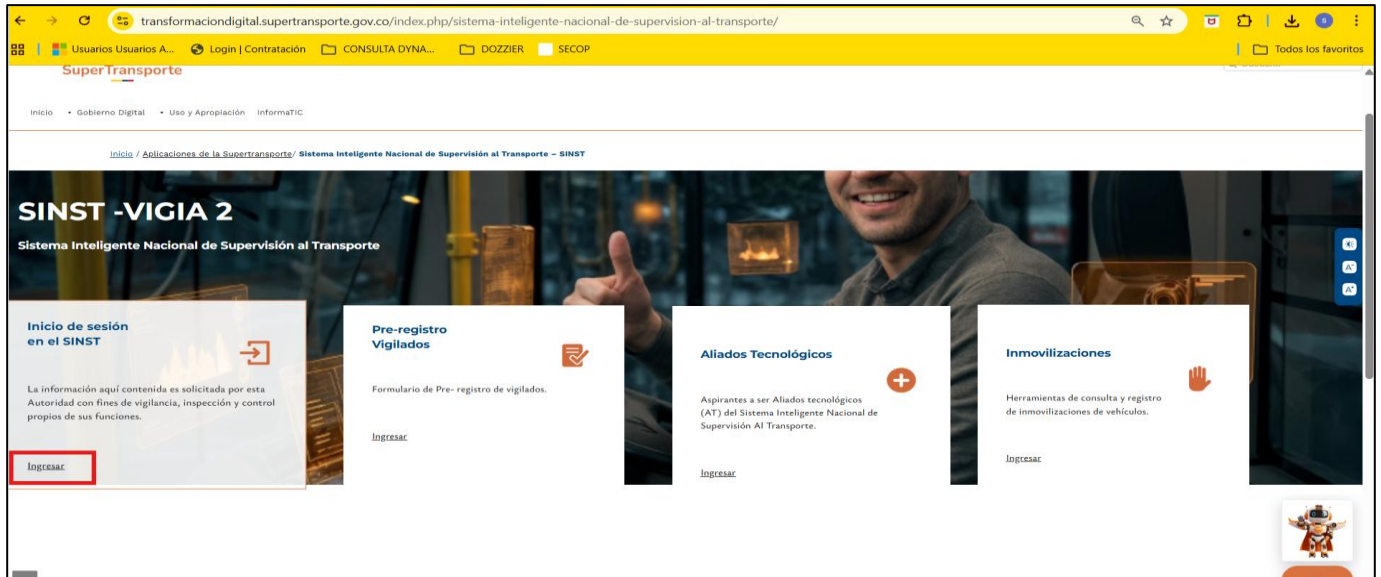 transformaciondigital.supertransporte.gov.co/index.php/sistema-inteligente-nacional-de-supervision-al-transporte/
Usuarios Usuarios A... Login | Contratación CONSULTA DYNA... DOZZIER SECOP Todos los favoritos
SuperTransporte
Inicio • Gobierno Digital • Uso y Apropiación InformaTIC
Inicio / Aplicaciones de la Supertransporte/ Sistema Inteligente Nacional de Supervisión al Transporte – SINST
SINST -VIGIA 2
Sistema Inteligente Nacional de Supervisión al Transporte
Inicio de sesión
en el SINST
La información aquí contenida es solicitada por esta
Autoridad con fines de vigilancia, inspección y control
propios de sus funciones.
Ingresar
Pre-registro
Vigilados
Formulario de Pre- registro de vigilados.
Ingresar
Aliados Tecnológicos
Aspirantes a ser Aliados tecnológicos
(AT) del Sistema Inteligente Nacional de
Supervisión Al Transporte.
Ingresar
Inmovilizaciones
Herramientas de consulta y registro
de inmovilizaciones de vehículos.
Ingresar